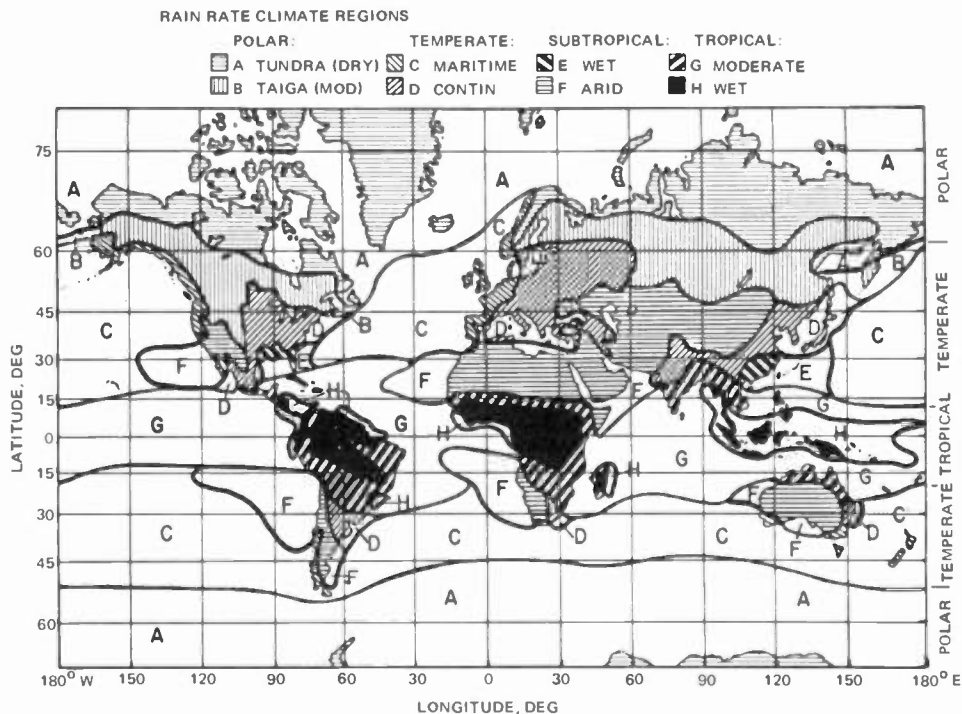 RAIN RATE CLIMATE REGIONS
POLAR: TEMPERATE: SUBTROPICAL: TROPICAL:
A TUNDRA (DRY) C MARITIME E WET G MODERATE
B TAIGA (MOD) D CONTIN F ARID H WET
75
A A A
POLAR
C
60
B A B
45
C D B C D D C
TEMPERATE
30
F E F F E
D H
15
G G H G G H
TROPICAL
0
15
F H F H F G
30
C D C D C F D C
TEMPERATE
45
F
A A
60
A
POLAR
180° W 150 120 90 60 30 0 30 60 90 120 150 180° E
LATITUDE, DEG
LONGITUDE, DEG